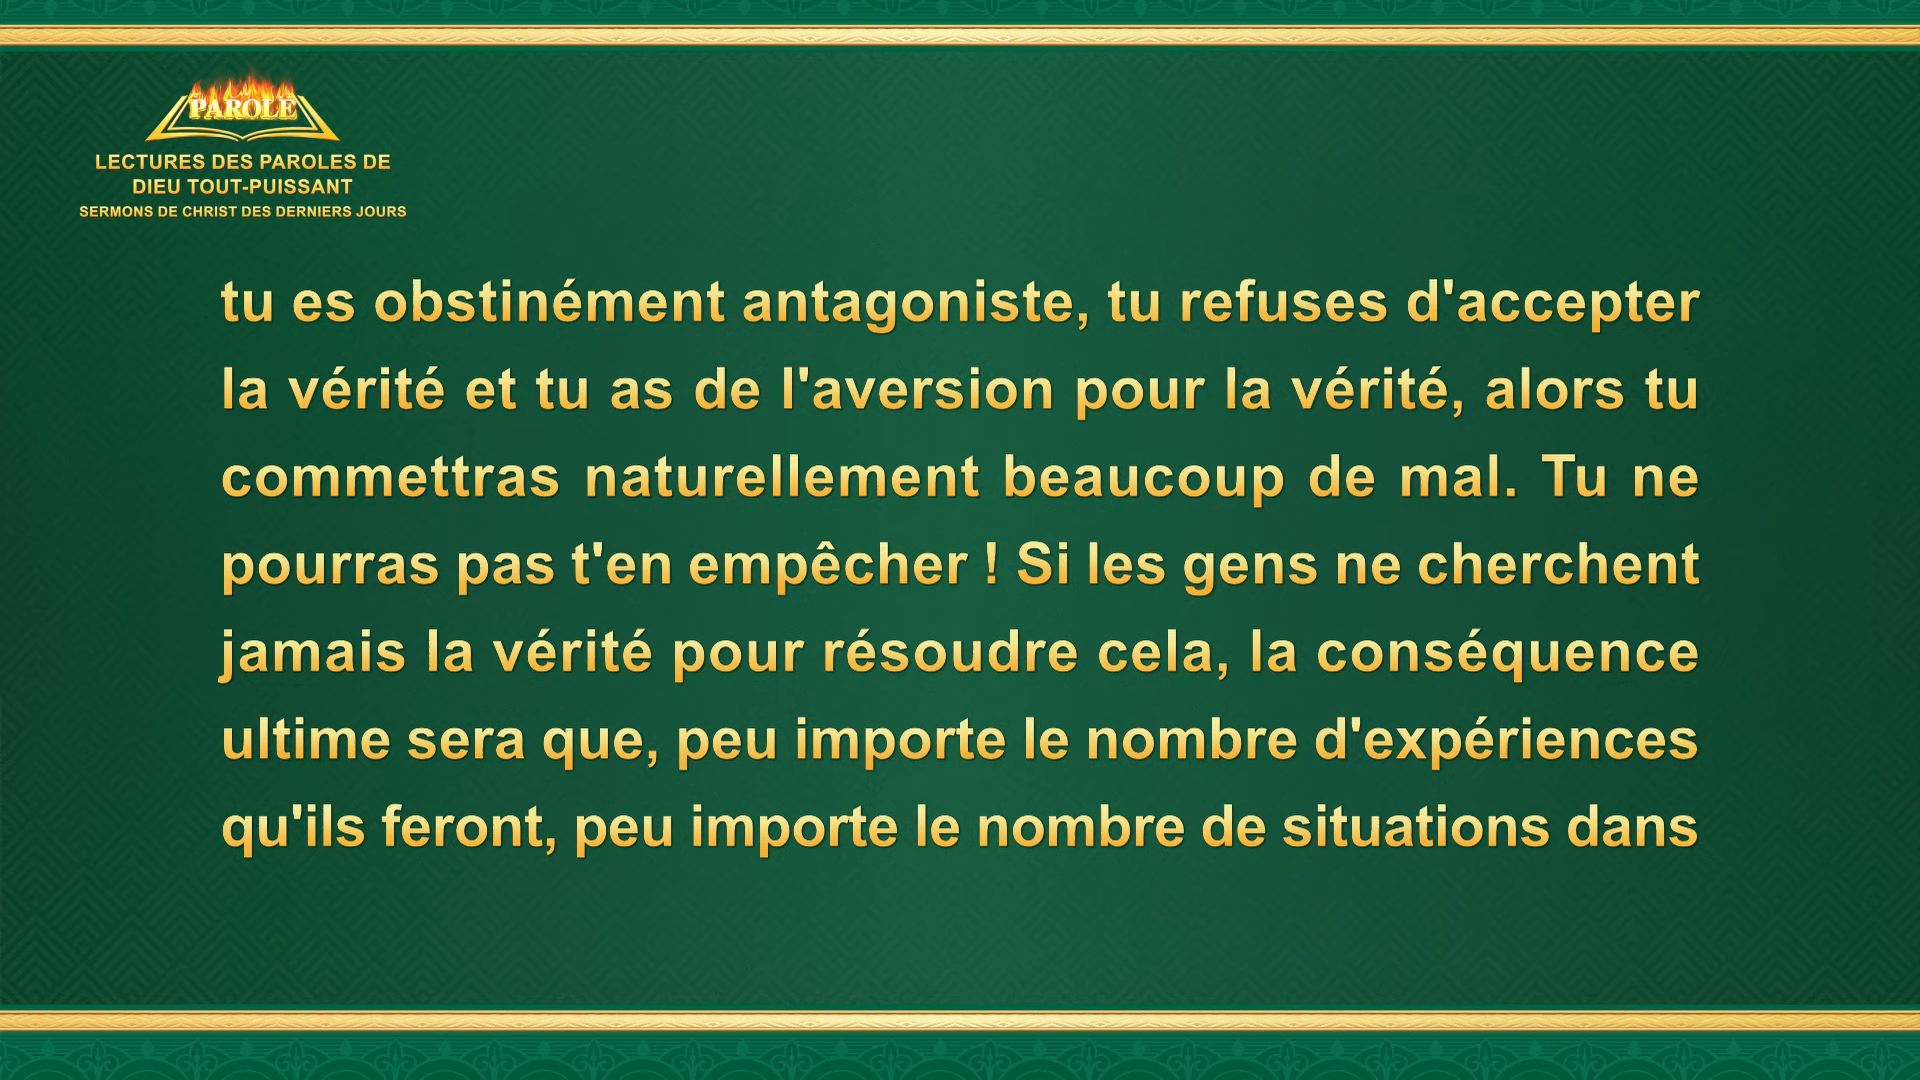 PAROLE
LECTURES DES PAROLES DE
DIEU TOUT-PUISSANT
SERMONS DE CHRIST DES DERNIERS JOURS
tu es obstinément antagoniste, tu refuses d'accepter
la vérité et tu as de l'aversion pour la vérité, alors tu
commettras naturellement beaucoup de mal. Tu ne
pourras pas t'en empêcher ! Si les gens ne cherchent
jamais la vérité pour résoudre cela, la conséquence
ultime sera que, peu importe le nombre d'expériences
qu'ils feront, peu importe le nombre de situations dans